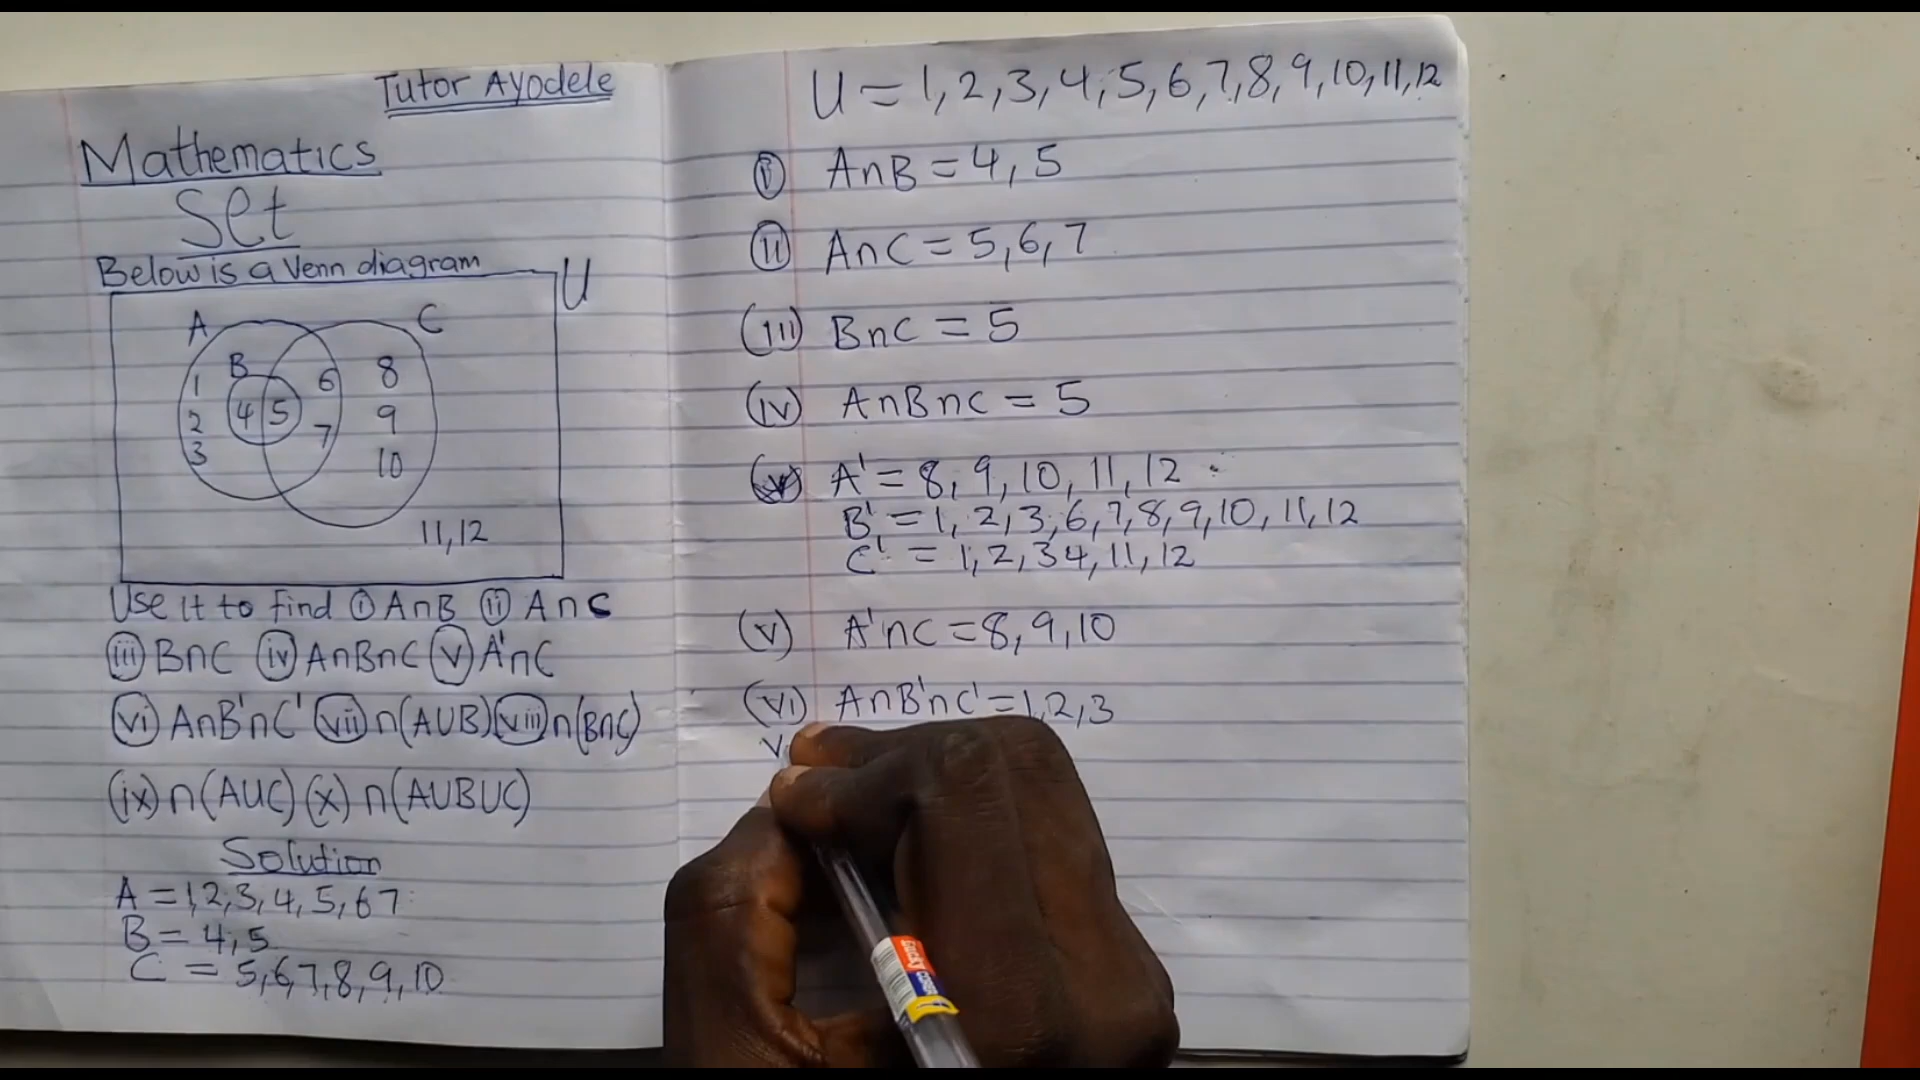 Tutor Ayodele
Mathematics
Set
Below is a Venn diagram
U
A C
B
1 6 8
2 4 5 9
3 7 10
11,12
Use it to find (i) A∩B (ii) A∩C
(iii) B∩C (iv) A∩B∩C (v) A'∩C
(vi) A∩B'∩C' (vii) n(AUB) (viii) n(B∩C)
(ix) n(AUC) (x) n(AUBUC)
Solution
A = 1,2,3,4,5,6 7
B = 4,5
C = 5,6,7,8,9,10
U = 1,2,3,4,5,6,7,8,9,10,11,12
(i) A∩B = 4,5
(ii) A∩C = 5,6,7
(iii) B∩C = 5
(iv) A∩B∩C = 5
A' = 8,9,10,11,12
B' = 1,2,3,6,7,8,9,10,11,12
C' = 1,2,3 4,11,12
(v) A'∩C = 8,9,10
(vi) A∩B'∩C' = 1,2,3